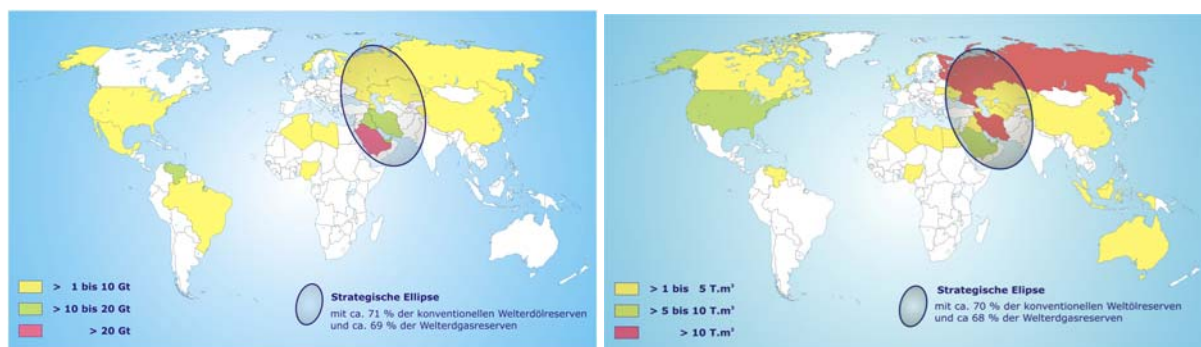 > 1 bis 10 Gt
> 10 bis 20 Gt
> 20 Gt
Strategische Ellipse
mit ca. 71 % der konventionellen Welterdölreserven
und ca. 69 % der Welterdgasreserven
> 1 bis 5 T.m³
> 5 bis 10 T.m³
> 10 T.m³
Strategische Ellipse
mit ca. 70 % der konventionellen Weltölreserven
und ca 68 % der Welterdgasreserven